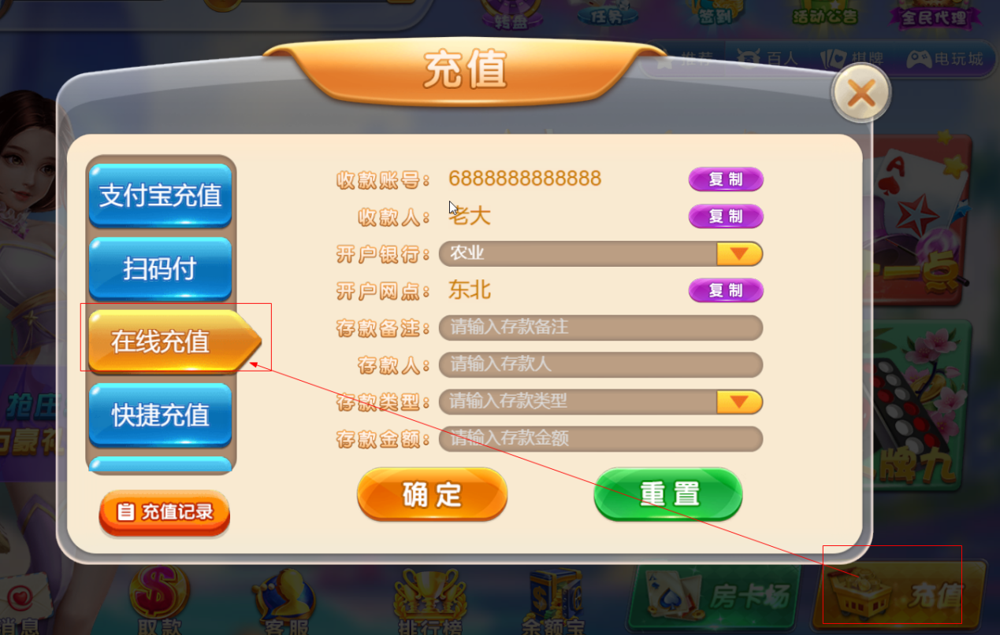 转盘
任务
签到
活动公告
全民代理
推荐
百人
棋牌
电玩城
充值
支付宝充值
扫码付
在线充值
快捷充值
充值记录
收款账号： 6888888888888 复制
收款人： 老大 复制
开户银行： 农业
开户网点： 东北 复制
存款备注： 请输入存款备注
存款人： 请输入存款人
存款类型： 请输入存款类型
存款金额： 请输入存款金额
确定
重置
A
一点
抢庄
豪礼
牌九
消息
取款
客服
排行榜
余额宝
房卡场
充值